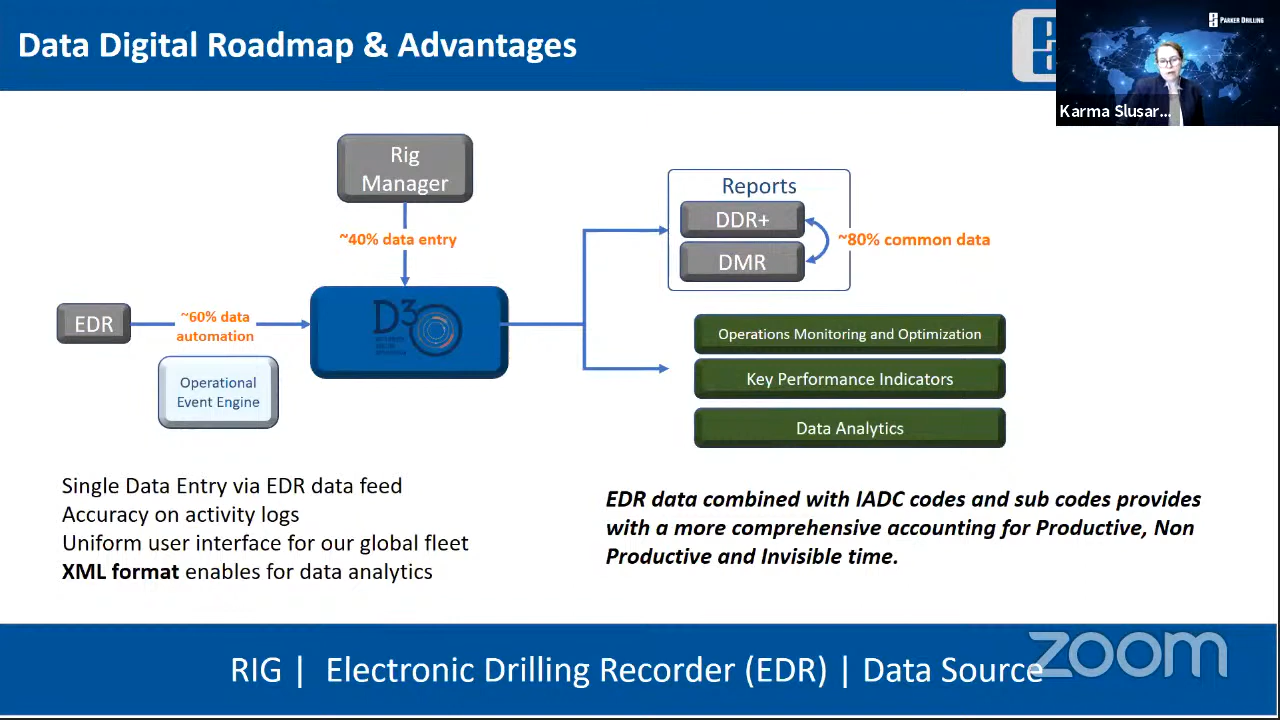 Data Digital Roadmap & Advantages
PARKER DRILLING
Karma Slusar...
Rig
Manager
~40% data entry
EDR
~60% data
automation
Operational
Event Engine
D3
Reports
DDR+
DMR
~80% common data
Operations Monitoring and Optimization
Key Performance Indicators
Data Analytics
Single Data Entry via EDR data feed
Accuracy on activity logs
Uniform user interface for our global fleet
XML format enables for data analytics
EDR data combined with IADC codes and sub codes provides
with a more comprehensive accounting for Productive, Non
Productive and Invisible time.
RIG | Electronic Drilling Recorder (EDR) | Data Source
zoom